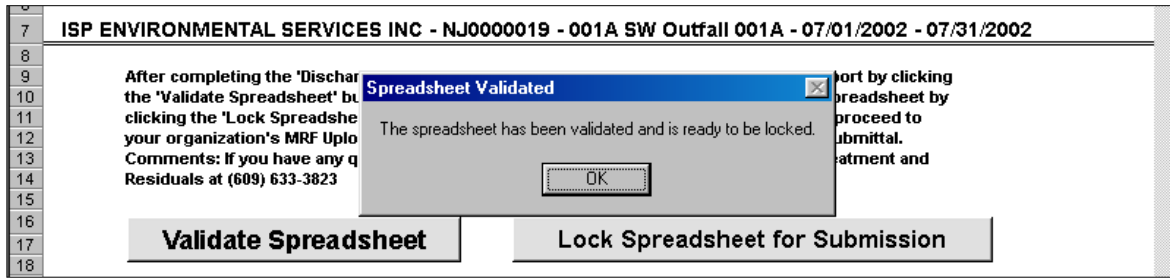 7 ISP ENVIRONMENTAL SERVICES INC - NJ0000019 - 001A SW Outfall 001A - 07/01/2002 - 07/31/2002
8
9 After completing the 'Dischar Spreadsheet Validated ort by clicking
10 the 'Validate Spreadsheet' bu preadsheet by
11 clicking the 'Lock Spreadshe The spreadsheet has been validated and is ready to be locked. proceed to
12 your organization's MRF Uplo ubmittal.
13 Comments: If you have any q eatment and
14 Residuals at (609) 633-3823 OK
15
16
17 Validate Spreadsheet Lock Spreadsheet for Submission
18